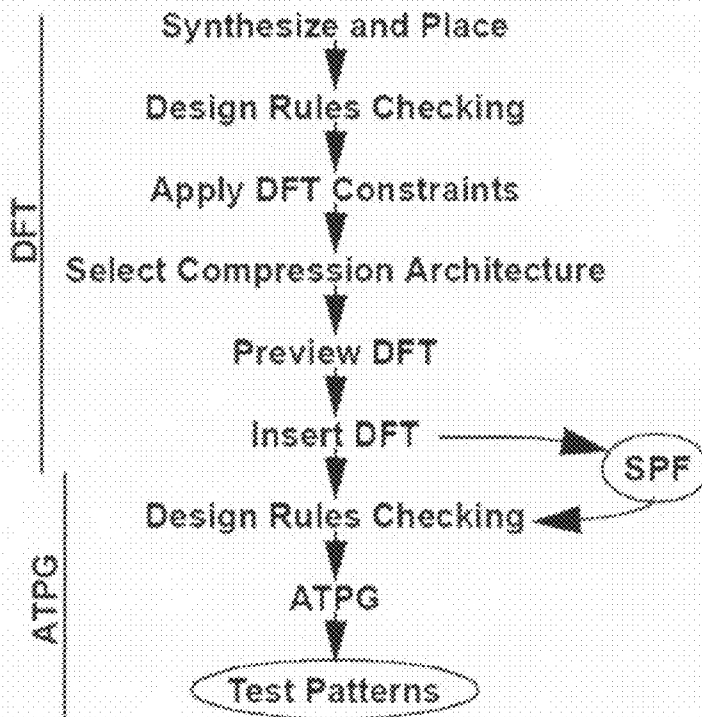 Synthesize and Place
Design Rules Checking
Apply DFT Constraints
DFT
Select Compression Architecture
Preview DFT
Insert DFT
SPF
Design Rules Checking
ATPG
ATPG
Test Patterns